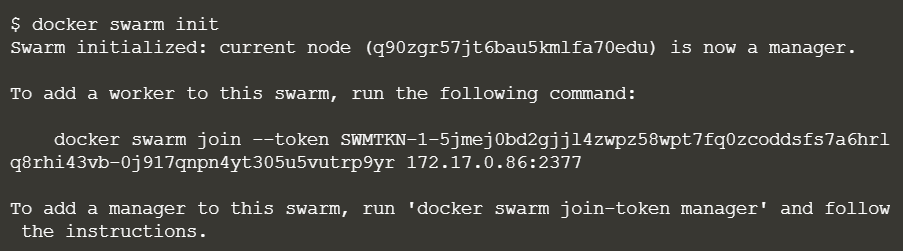 $ docker swarm init
Swarm initialized: current node (q90zgr57jt6bau5kmlfa70edu) is now a manager.
To add a worker to this swarm, run the following command:
docker swarm join --token SWMTKN-1-5jmej0bd2gjjl4zwpz58wpt7fq0zcoddsfs7a6hrl
q8rhi43vb-0j917qnpn4yt305u5vutrp9yr 172.17.0.86:2377
To add a manager to this swarm, run 'docker swarm join-token manager' and follow
the instructions.